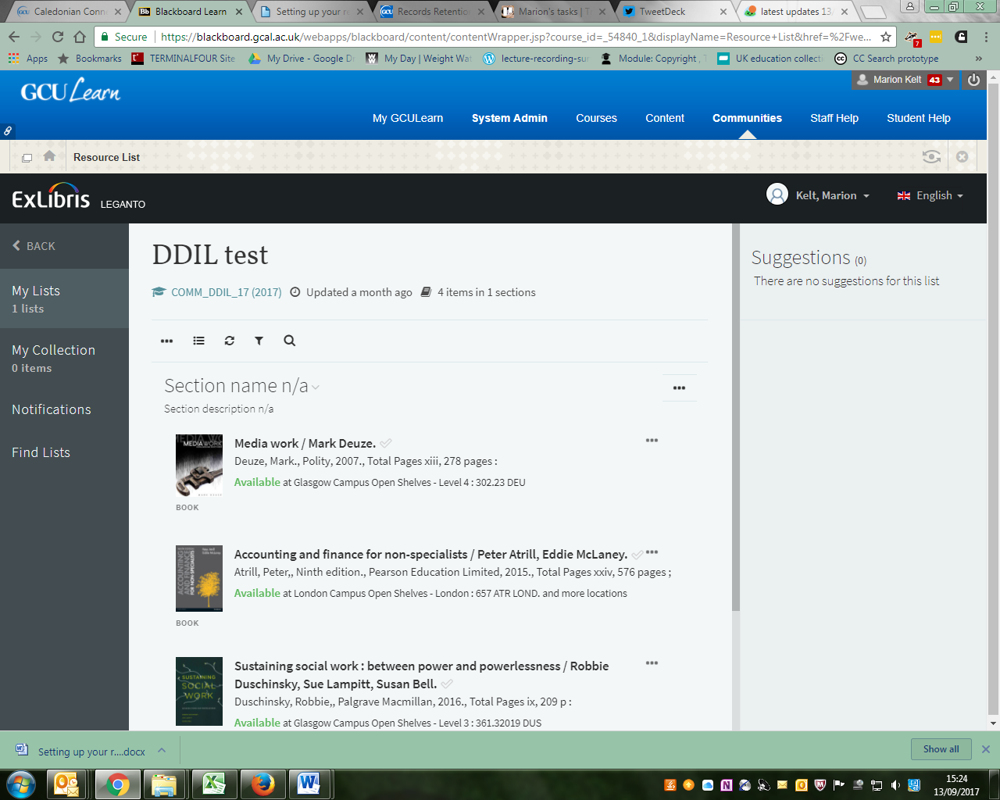 Caledonian Conn
Blackboard Learn
Setting up your r
Records Retentio
Marion's tasks | T
TweetDeck
latest updates 13
Secure
https://blackboard.gcal.ac.uk/webapps/blackboard/content/contentWrapper.jsp?course_id=_54840_1&displayName=Resource+List&href=%2Fwe...
7
Apps
Bookmarks
TERMINALFOUR Site
My Drive - Google Dr
My Day | Weight Wat
lecture-recording-sur
Module: Copyright ,
UK education collecti
CC Search prototype
»
GCU Learn
Marion Kelt 43
My GCULearn
System Admin
Courses
Content
Communities
Staff Help
Student Help
Resource List
ExLibris LEGANTO
Kelt, Marion
English
BACK
My Lists
1 lists
My Collection
0 items
Notifications
Find Lists
DDIL test
COMM_DDIL_17 (2017) Updated a month ago 4 items in 1 sections
Section name n/a
Section description n/a
MEDIA WORK
MARK DEUZE
Media work / Mark Deuze.
Deuze, Mark., Polity, 2007., Total Pages xiii, 278 pages :
Available at Glasgow Campus Open Shelves - Level 4 : 302.23 DEU
BOOK
ACCOUNTING
AND FINANCE
FOR NON-SPECIALISTS
Accounting and finance for non-specialists / Peter Atrill, Eddie McLaney.
Atrill, Peter,, Ninth edition., Pearson Education Limited, 2015., Total Pages xxiv, 576 pages ;
Available at London Campus Open Shelves - London : 657 ATR LOND. and more locations
BOOK
SUSTAINING
SOCIAL
WORK
Sustaining social work : between power and powerlessness / Robbie
Duschinsky, Sue Lampitt, Susan Bell.
Duschinsky, Robbie,, Palgrave Macmillan, 2016., Total Pages ix, 209 p :
Available at Glasgow Campus Open Shelves - Level 3 : 361.32019 DUS
Suggestions (0)
There are no suggestions for this list
Setting up your r....docx
Show all
15:24
13/09/2017